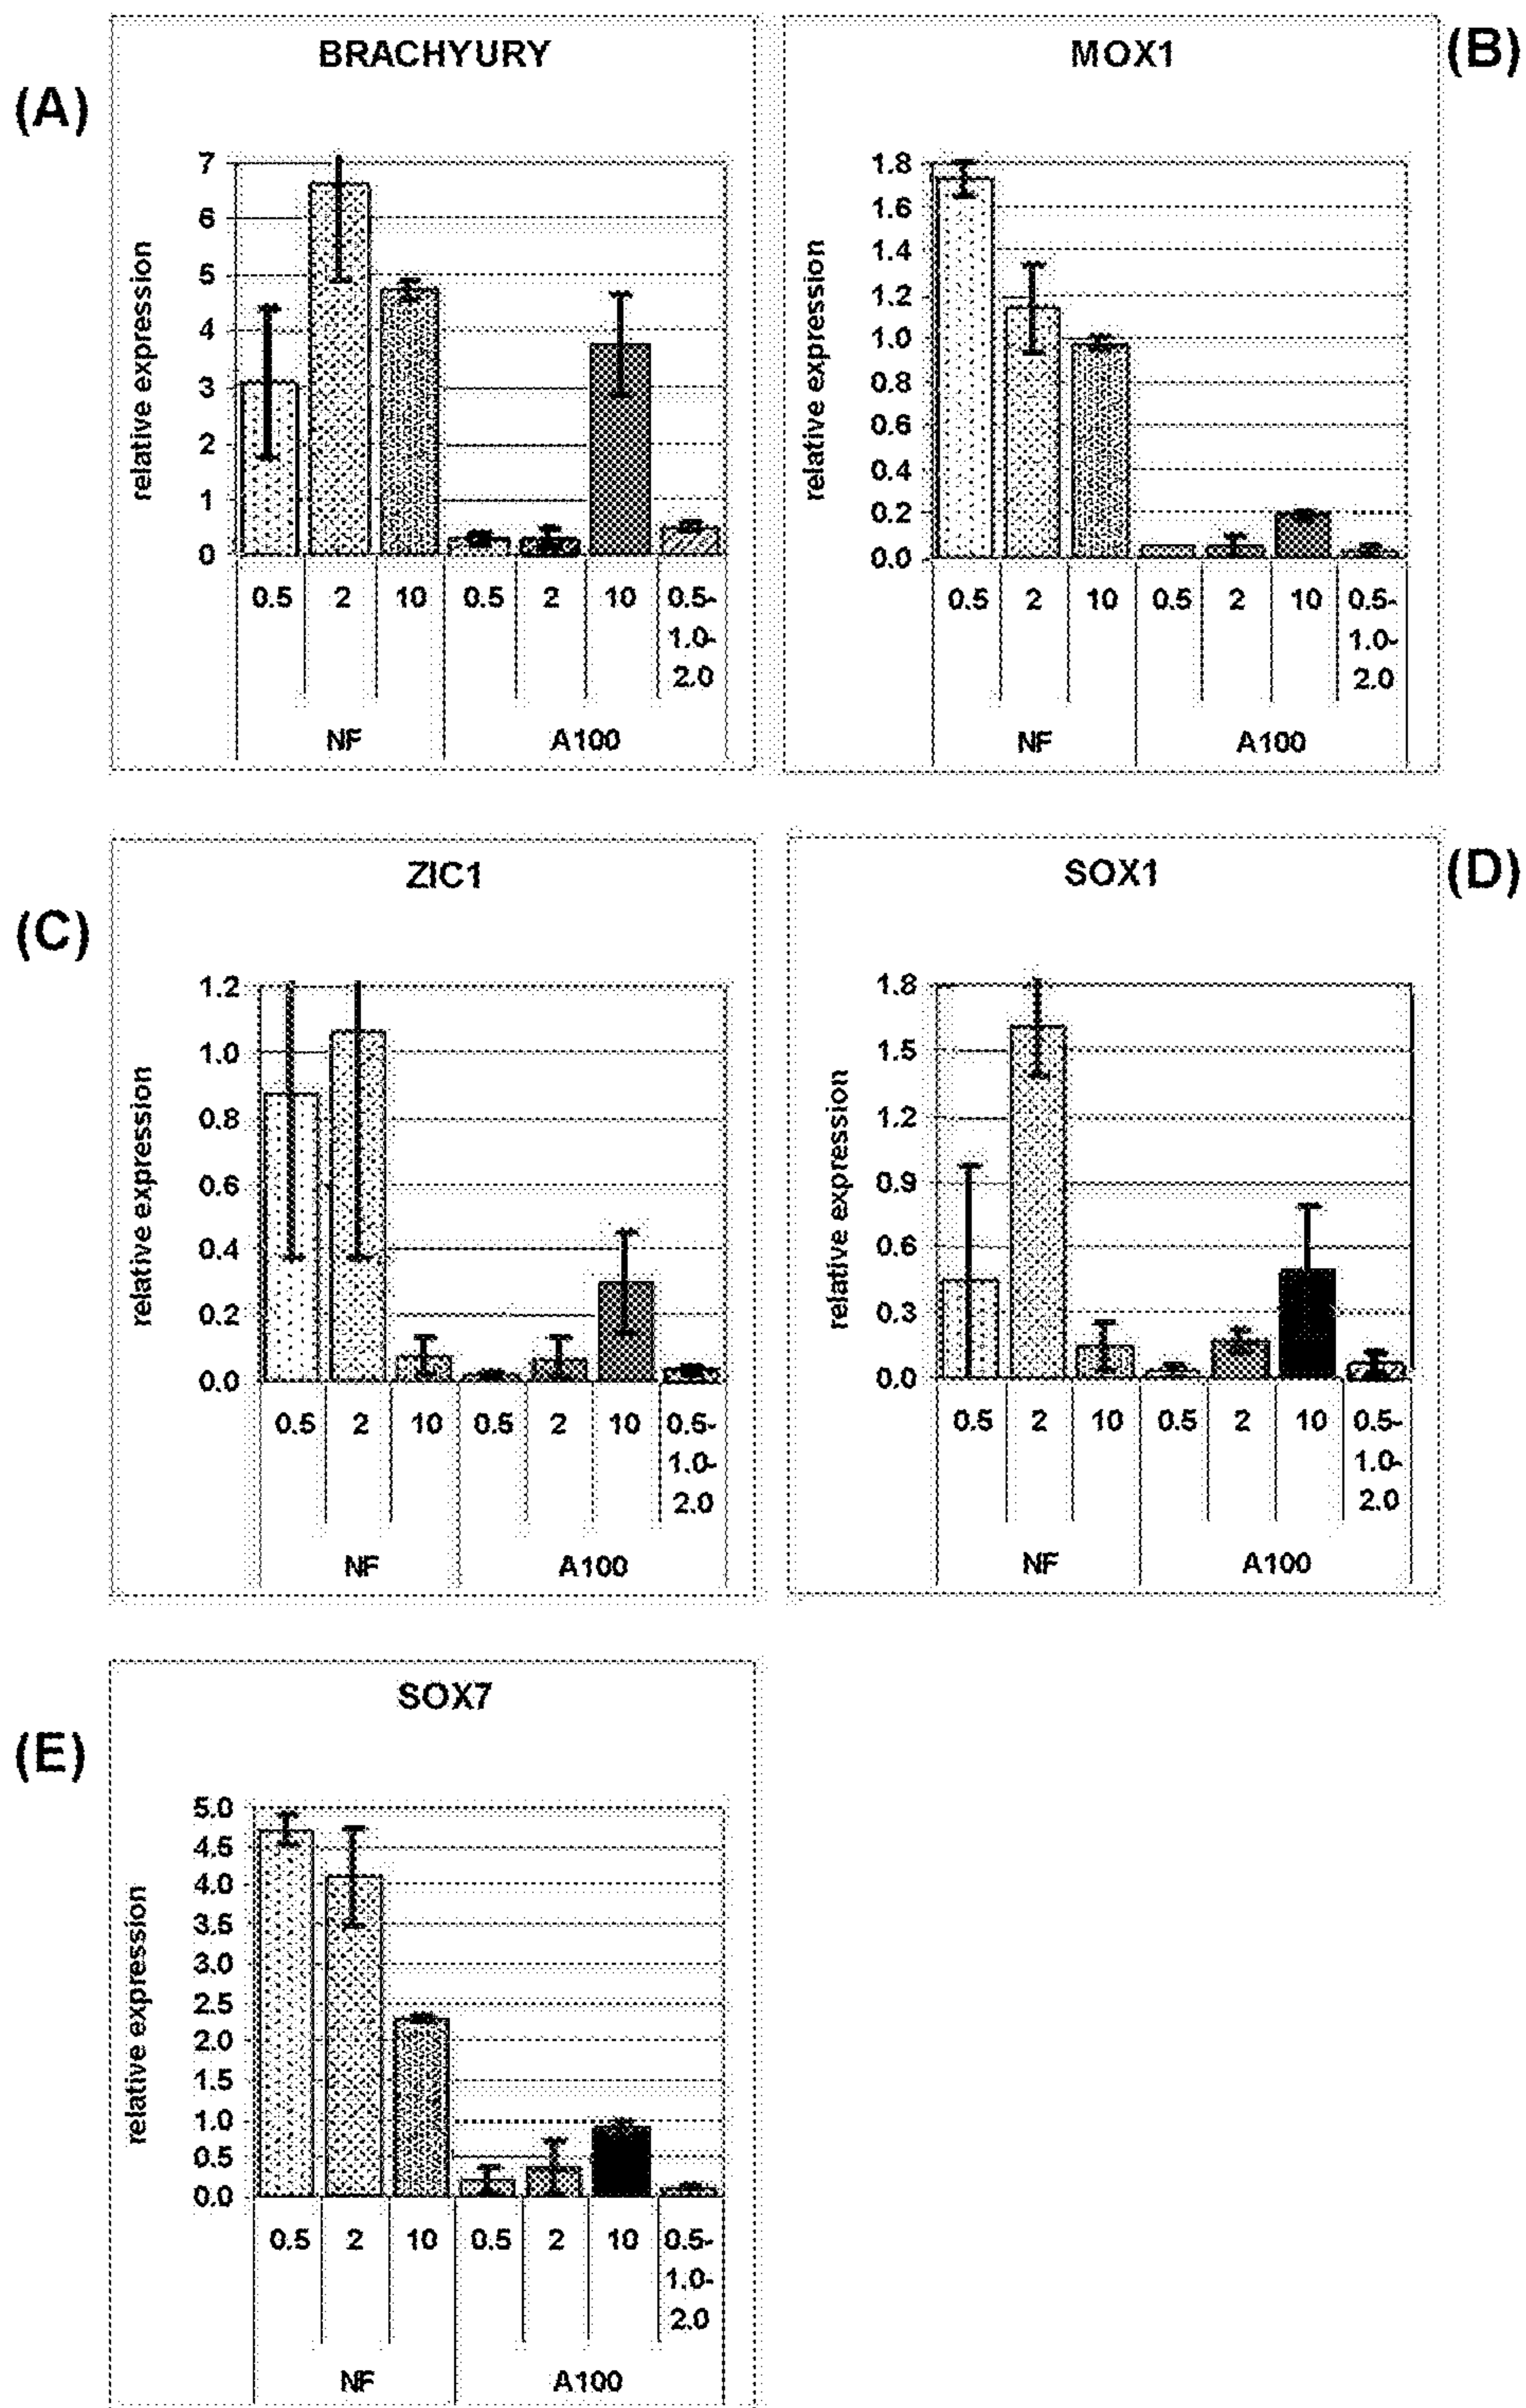 (A)
BRACHYURY
relative expression
7
6
5
4
3
2
1
0
0.5 2 10 0.5 2 10 0.5-
1.0-
2.0
NF A100
(B)
MOX1
relative expression
1.8
1.6
1.4
1.2
1.0
0.8
0.6
0.4
0.2
0.0
0.5 2 10 0.5 2 10 0.5-
1.0-
2.0
NF A100
(C)
ZIC1
relative expression
1.2
1.0
0.8
0.6
0.4
0.2
0.0
0.5 2 10 0.5 2 10 0.5-
1.0-
2.0
NF A100
(D)
SOX1
relative expression
1.8
1.5
1.2
0.9
0.6
0.3
0.0
0.5 2 10 0.5 2 10 0.5-
1.0-
2.0
NF A100
(E)
SOX7
relative expression
5.0
4.5
4.0
3.5
3.0
2.5
2.0
1.5
1.0
0.5
0.0
0.5 2 10 0.5 2 10 0.5-
1.0-
2.0
NF A100